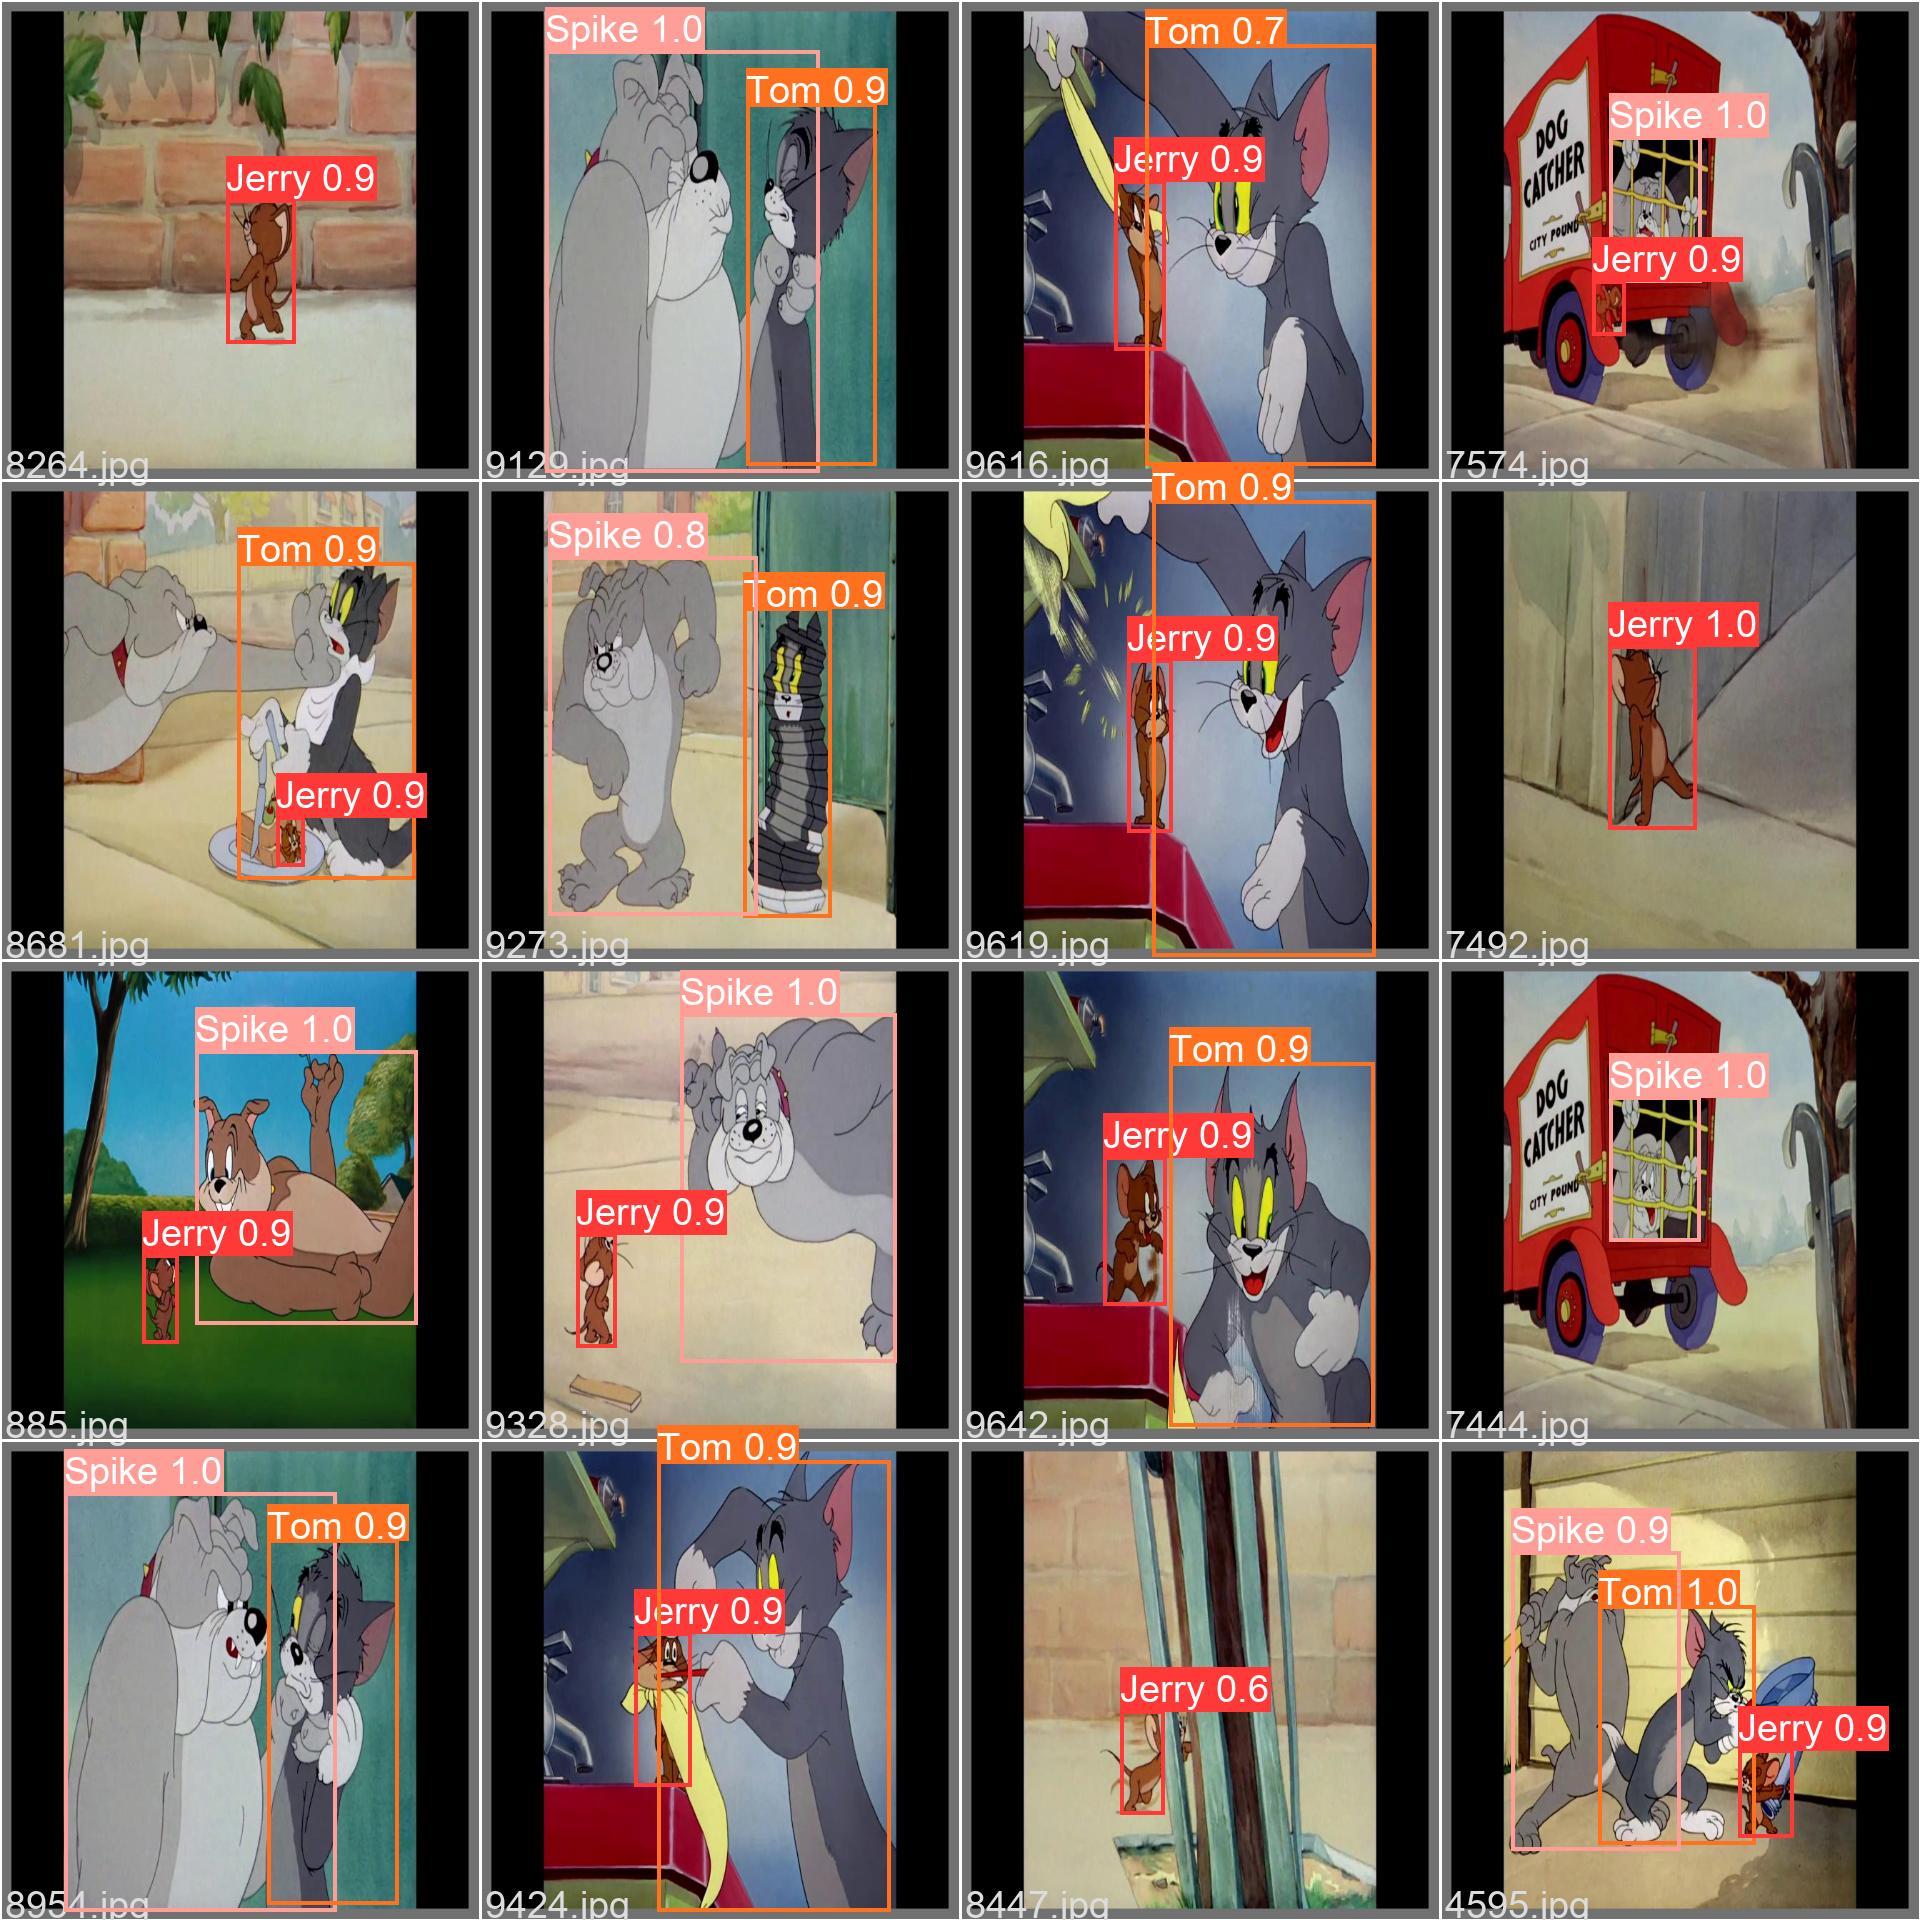 Jerry 0.9
8264.jpg
Spike 1.0
Tom 0.9
9129.jpg
Tom 0.7
Jerry 0.9
9616.jpg
DOG
CATCHER
CITY POUND
Spike 1.0
Jerry 0.9
7574.jpg
Tom 0.9
Jerry 0.9
8681.jpg
Spike 0.8
Tom 0.9
9273.jpg
Tom 0.9
Jerry 0.9
9619.jpg
Jerry 1.0
7492.jpg
Spike 1.0
Jerry 0.9
885.jpg
Spike 1.0
Jerry 0.9
9328.jpg
Tom 0.9
Jerry 0.9
9642.jpg
Spike 1.0
DOG
CATCHER
CITY POUND
7444.jpg
Spike 1.0
Tom 0.9
8954.jpg
Tom 0.9
Jerry 0.9
9424.jpg
Jerry 0.6
8447.jpg
Spike 0.9
Tom 1.0
Jerry 0.9
4595.jpg